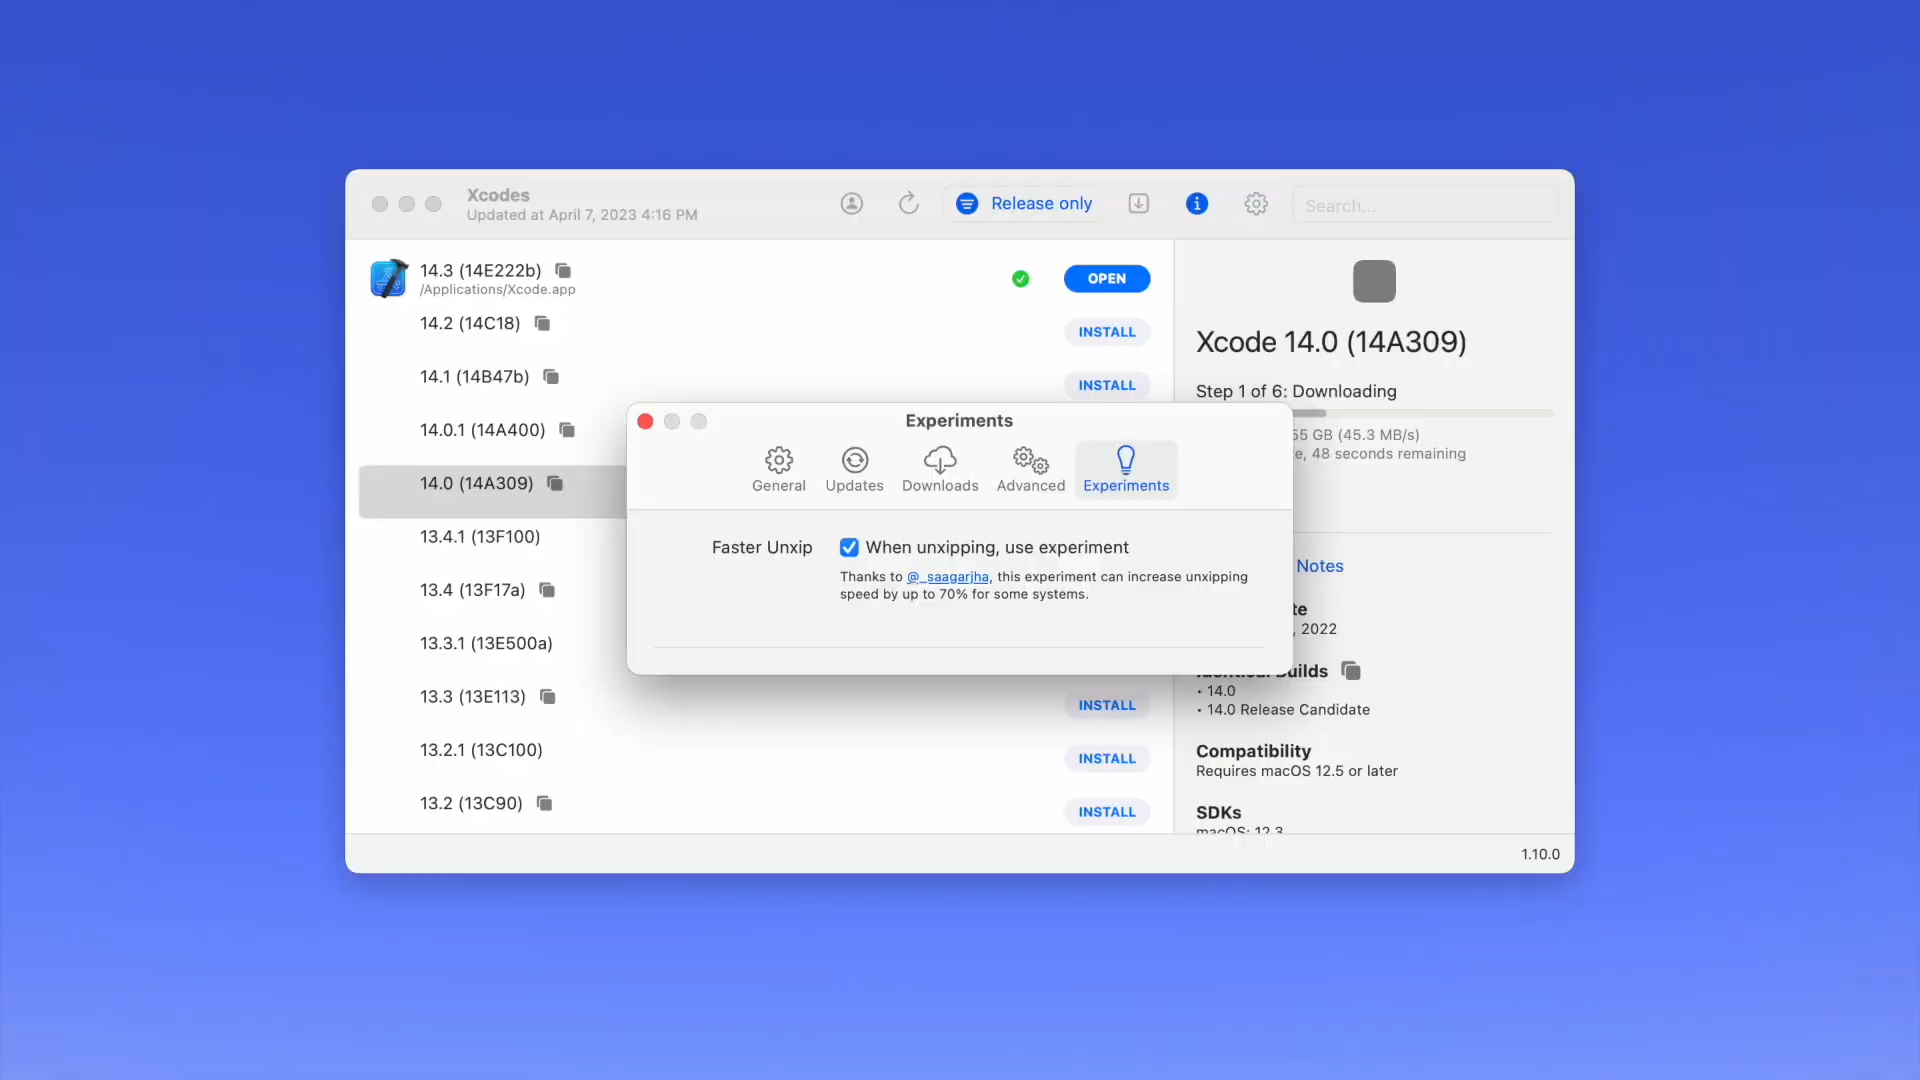 Xcodes
Updated at April 7, 2023 4:16 PM
Release only
Search...
14.3 (14E222b)
/Applications/Xcode.app
OPEN
14.2 (14C18)
INSTALL
14.1 (14B47b)
INSTALL
14.0.1 (14A400)
14.0 (14A309)
13.4.1 (13F100)
13.4 (13F17a)
13.3.1 (13E500a)
13.3 (13E113)
INSTALL
13.2.1 (13C100)
INSTALL
13.2 (13C90)
INSTALL
Experiments
General
Updates
Downloads
Advanced
Experiments
Faster Unxip
When unxipping, use experiment
Thanks to @_saagarjha, this experiment can increase unxipping
speed by up to 70% for some systems.
Xcode 14.0 (14A309)
Step 1 of 6: Downloading
55 GB (45.3 MB/s)
e, 48 seconds remaining
Notes
te
, 2022
Identical Builds
• 14.0
• 14.0 Release Candidate
Compatibility
Requires macOS 12.5 or later
SDKs
macOS: 12.3
1.10.0